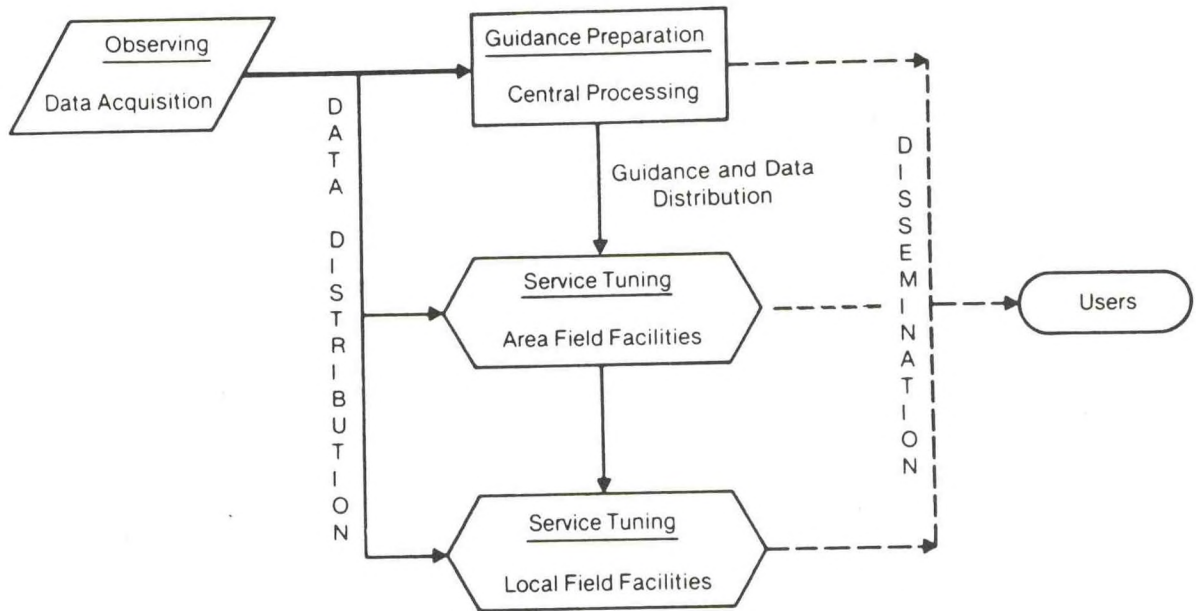 Observing
Data Acquisition
Guidance Preparation
Central Processing
DATA DISTRIBUTION
Guidance and Data
Distribution
Service Tuning
Area Field Facilities
Service Tuning
Local Field Facilities
DISSEMINATION
Users